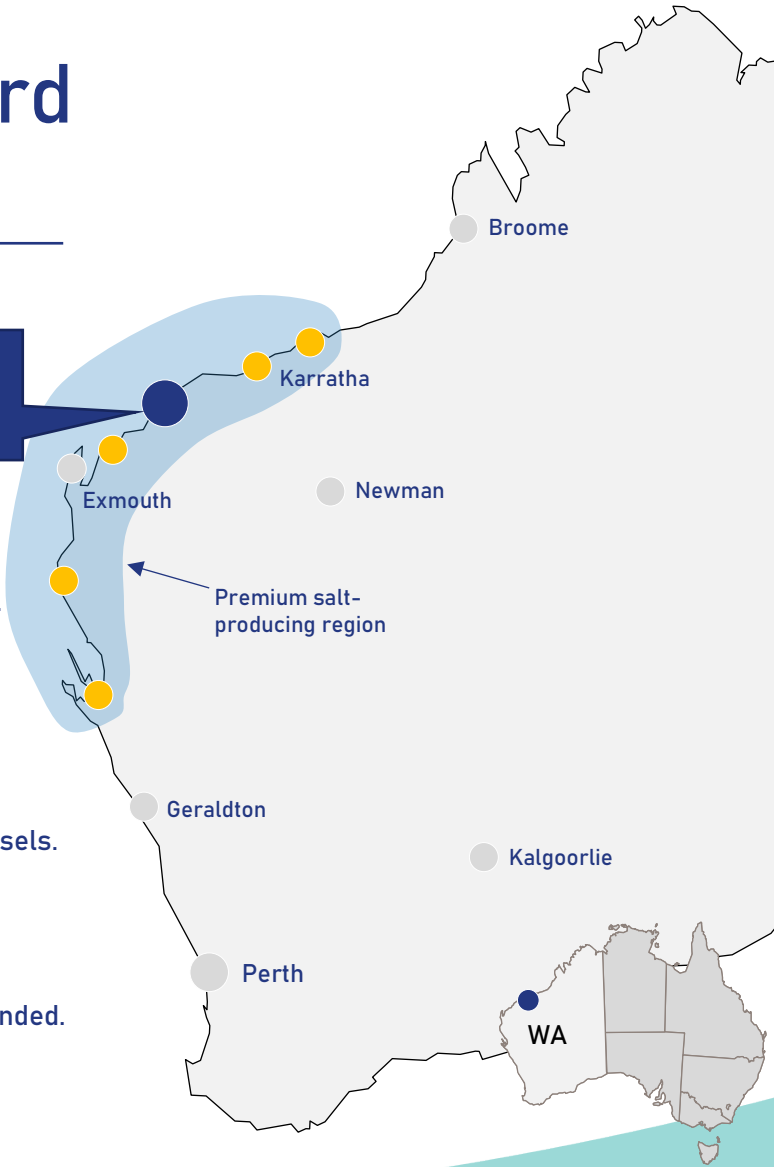 rd
Broome
Karratha
Exmouth
Newman
Premium salt-
producing region
Geraldton
sels.
Kalgoorlie
Perth
nded.
WA